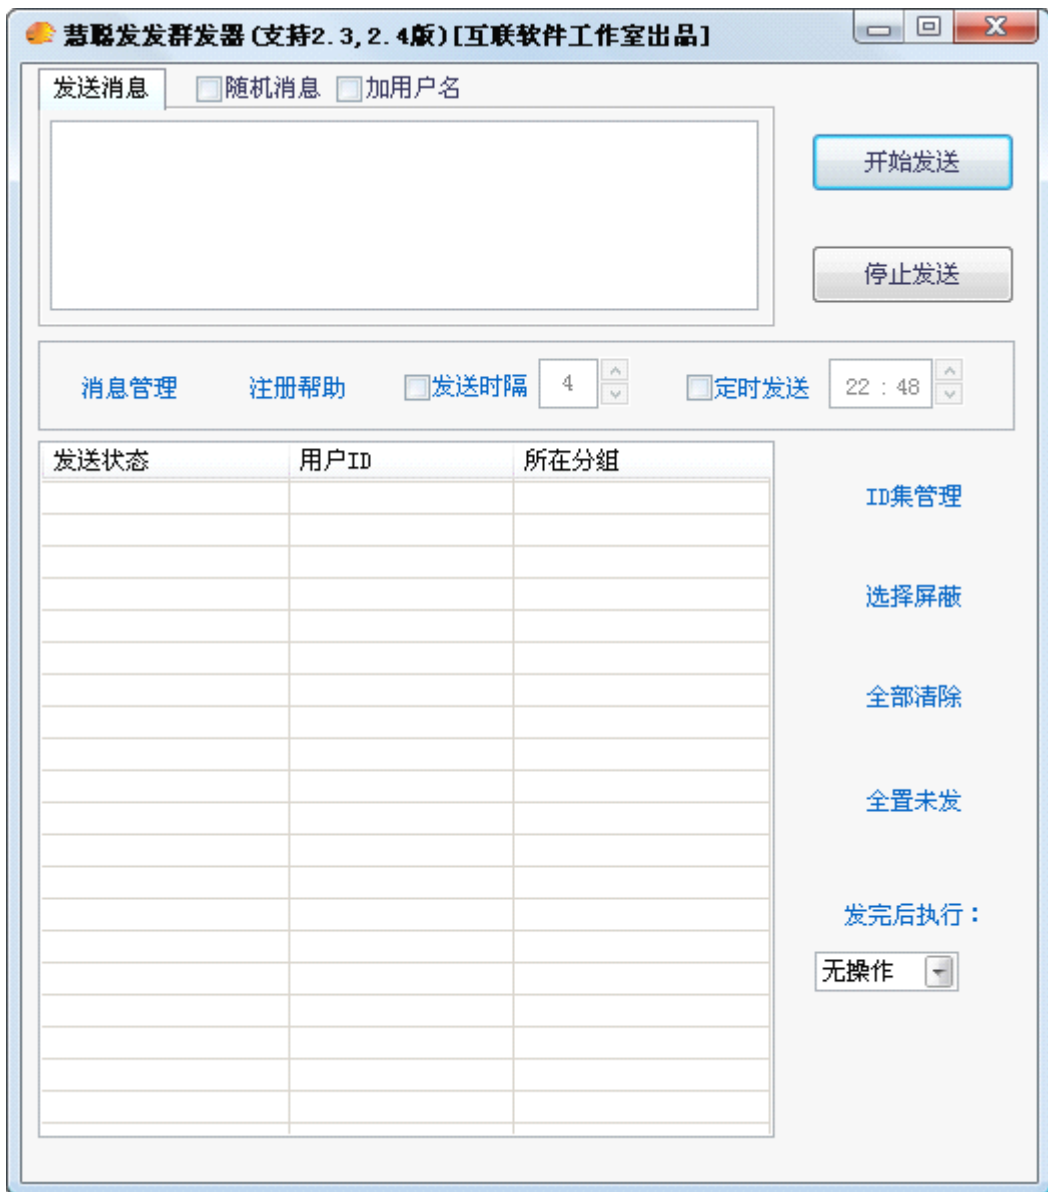 慧聪发发群发器(支持2.3,2.4版)[互联软件工作室出品]
发送消息 随机消息 加用户名
开始发送
停止发送
消息管理 注册帮助 发送时隔 4 定时发送 22 : 48
发送状态 用户ID 所在分组
ID集管理
选择屏蔽
全部清除
全置未发
发完后执行：
无操作